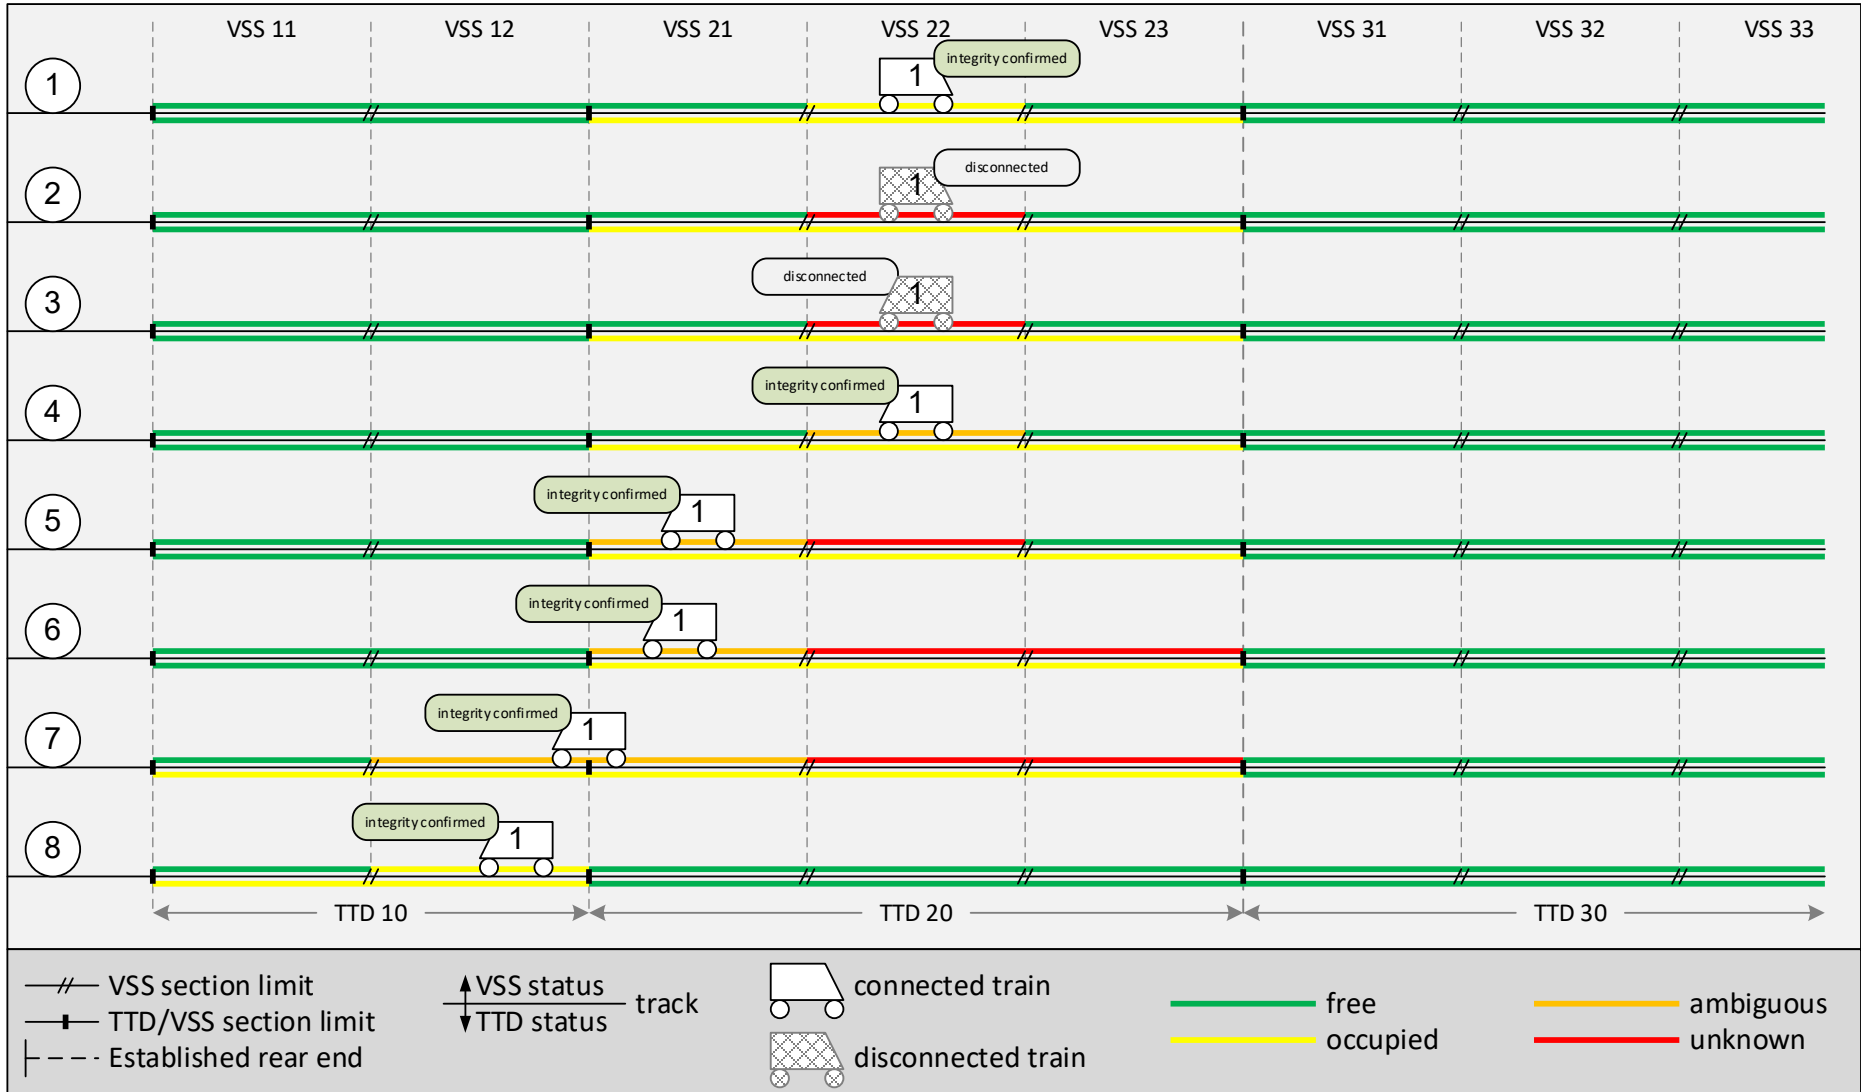 VSS 11 VSS 12 VSS 21 VSS 22 VSS 23 VSS 31 VSS 32 VSS 33
1 1 integrity confirmed
2 1 disconnected
3 disconnected 1
4 integrity confirmed 1
5 integrity confirmed 1
6 integrity confirmed 1
7 integrity confirmed 1
8 integrity confirmed 1
TTD 10 TTD 20 TTD 30
VSS section limit
TTD/VSS section limit
Established rear end
VSS status
TTD status
track
connected train
disconnected train
free
occupied
ambiguous
unknown